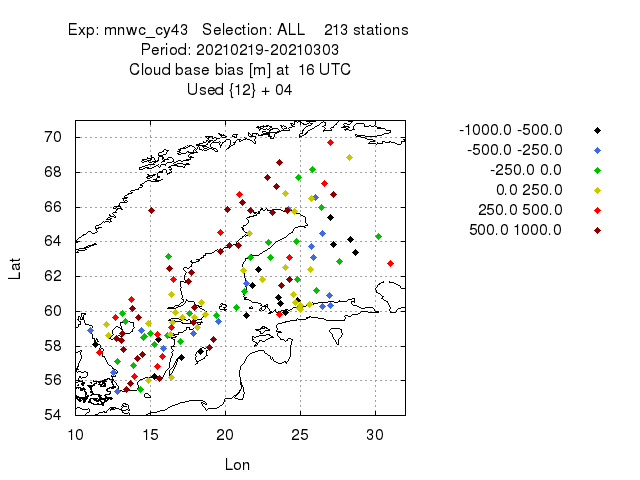 Exp: mnwc_cy43   Selection: ALL    213 stations
Period: 20210219-20210303
Cloud base bias [m] at  16 UTC
Used {12} + 04
-1000.0 -500.0
-500.0 -250.0
-250.0 0.0
0.0 250.0
250.0 500.0
500.0 1000.0
70
68
66
64
62
60
58
56
54
Lat
10 15 20 25 30
Lon